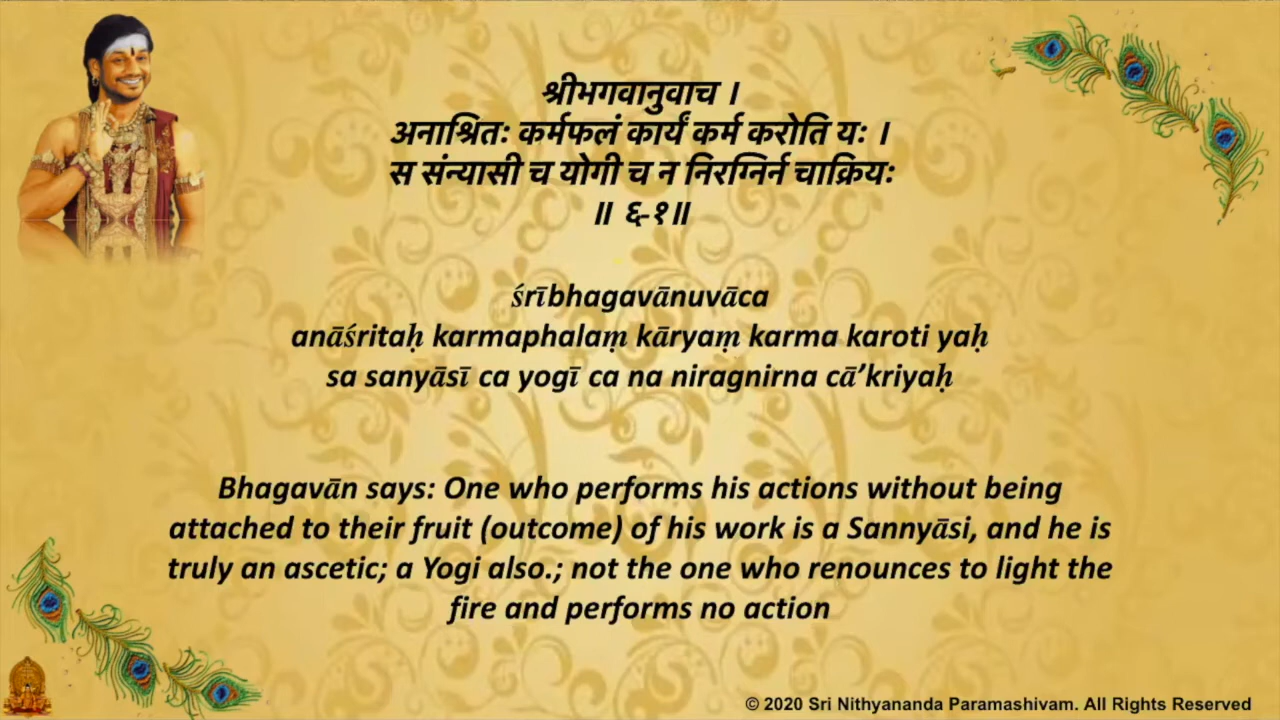 श्रीभगवानुवाच ।
अनाश्रितः कर्मफलं कार्यं कर्म करोति यः ।
स संन्यासी च योगी च न निरग्निर्न चाक्रियः
॥ ६-१॥
śrībhagavānuvāca
anāśritaḥ karmaphalaṃ kāryaṃ karma karoti yaḥ
sa sanyāsī ca yogī ca na niragnirna cā’kriyaḥ
Bhagavān says: One who performs his actions without being
attached to their fruit (outcome) of his work is a Sannyāsi, and he is
truly an ascetic; a Yogi also.; not the one who renounces to light the
fire and performs no action
© 2020 Sri Nithyananda Paramashivam. All Rights Reserved